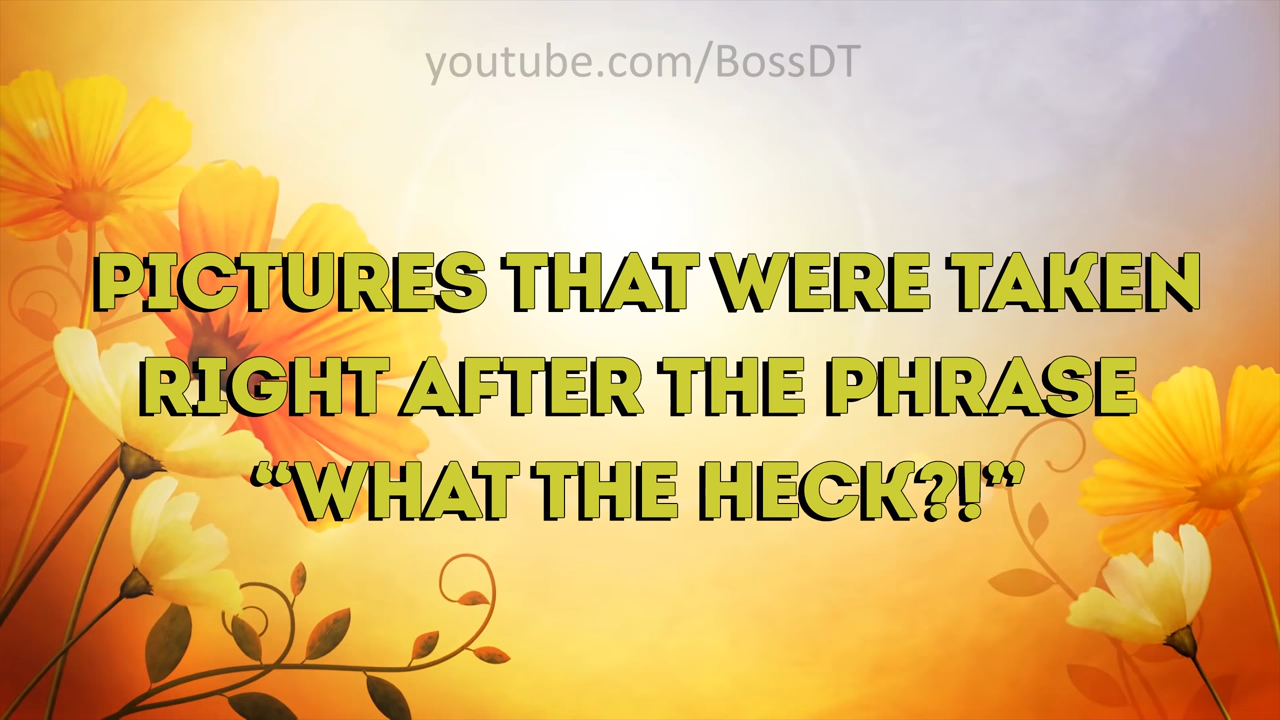 youtube.com/BossDT
PICTURES THAT WERE TAKEN
RIGHT AFTER THE PHRASE
“WHAT THE HECK?!”